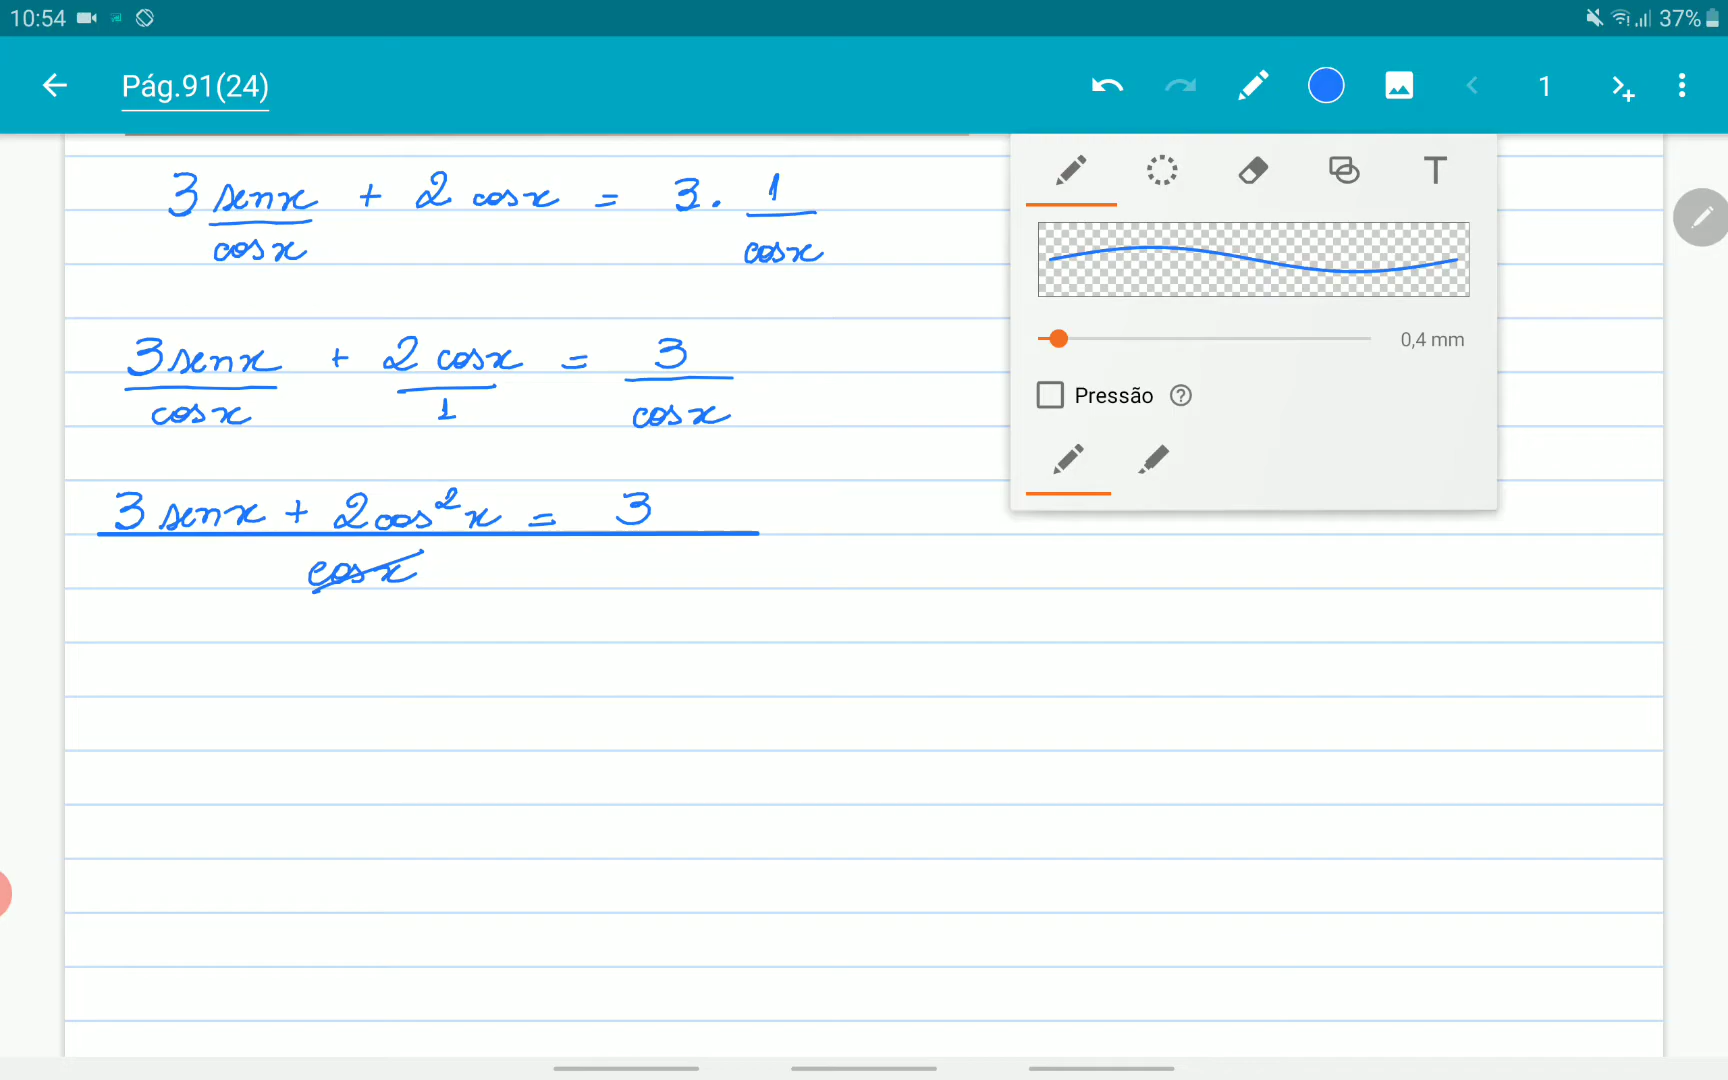 10:54 37%
Pág.91(24) 1
3 senx/cosx + 2 cosx = 3 . 1/cosx
T
0,4 mm
3senx/cosx + 2 cosx/1 = 3/cosx
Pressão ?
3 senx + 2cos²x = 3
cosx